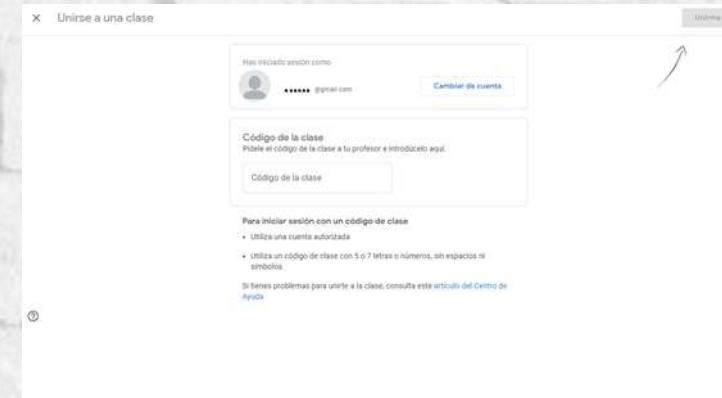 Unirse a una clase
Unirme
Has iniciado sesión como
@gmail.com
Cambiar de cuenta
Código de la clase
Pídele el código de la clase a tu profesor e introdúcelo aquí.
Código de la clase
Para iniciar sesión con un código de clase
• Utiliza una cuenta autorizada
• Utiliza un código de clase con 5 o 7 letras o números, sin espacios ni
símbolos
Si tienes problemas para unirte a la clase, consulta este artículo del Centro de
Ayuda